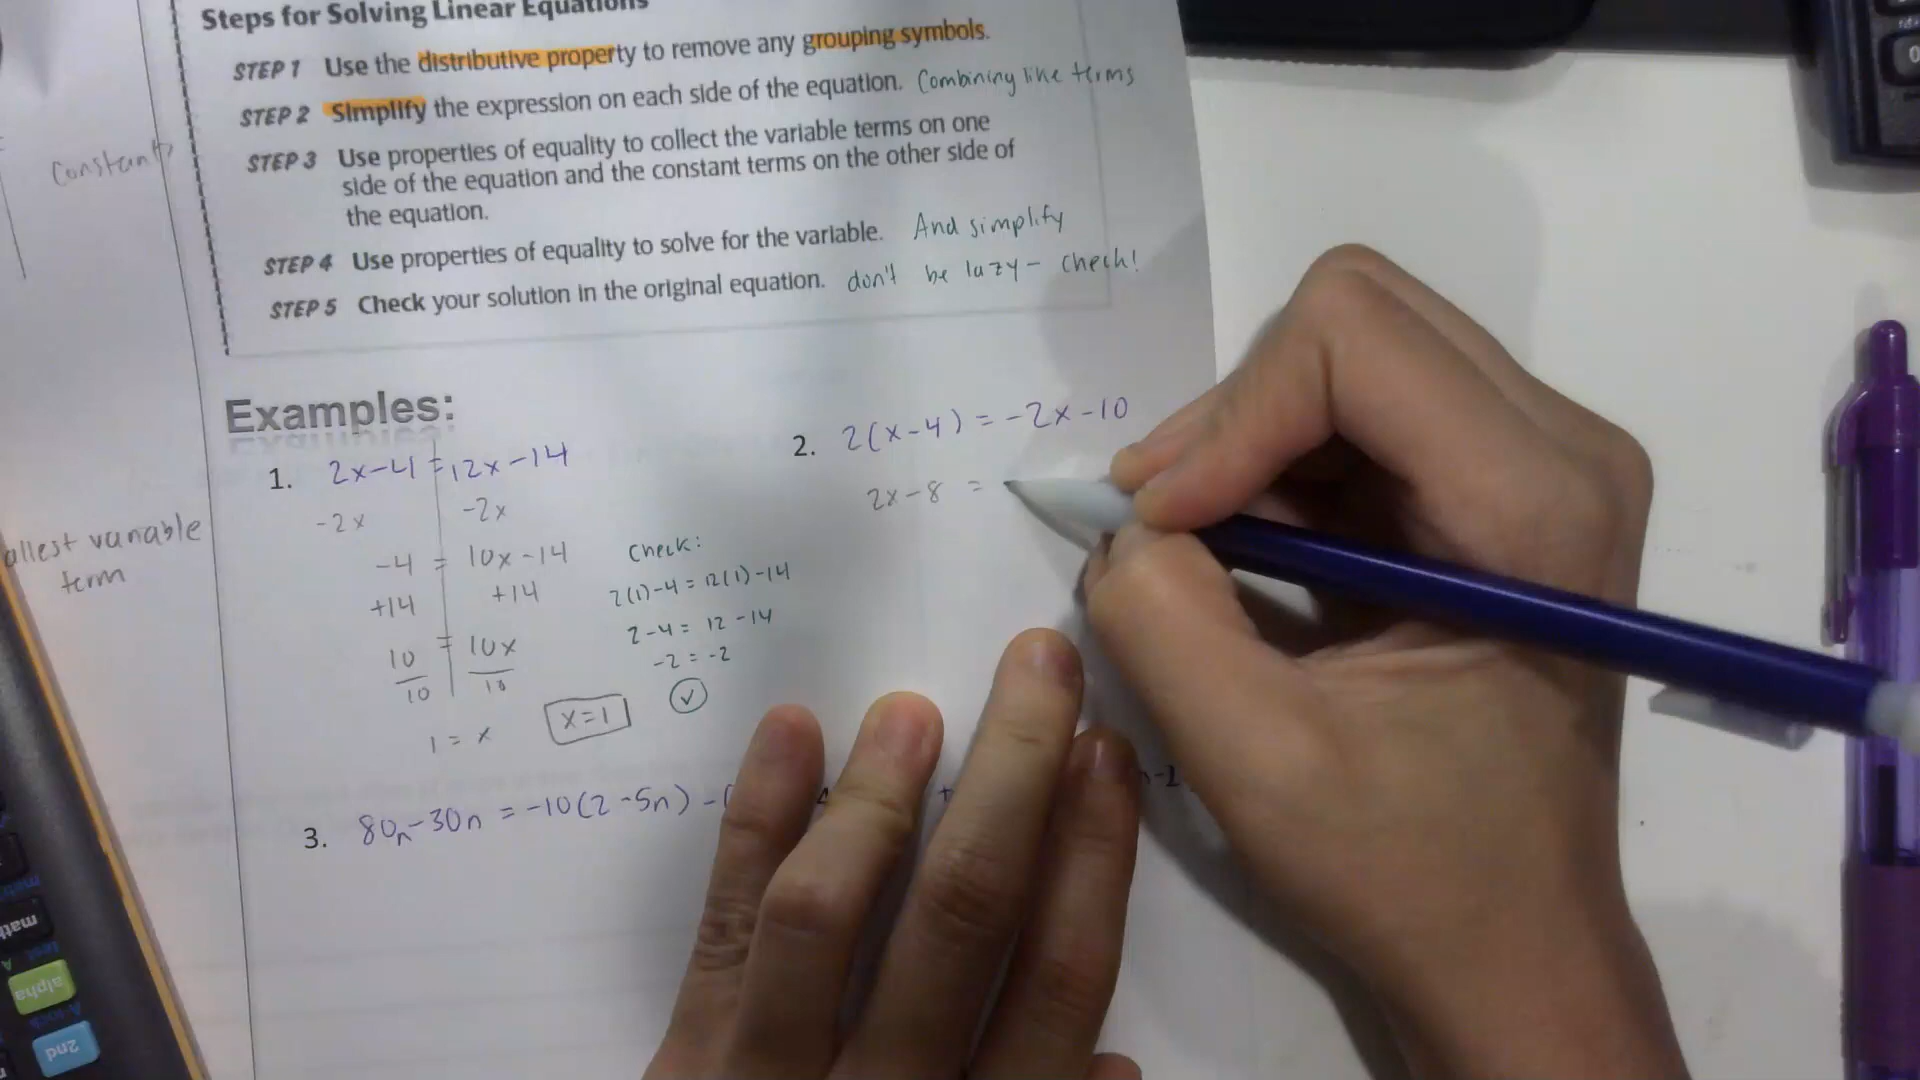 Steps for Solving Linear Equations
STEP 1 Use the distributive property to remove any grouping symbols.
STEP 2 Simplify the expression on each side of the equation. Combining like terms
STEP 3 Use properties of equality to collect the variable terms on one
side of the equation and the constant terms on the other side of
the equation.
STEP 4 Use properties of equality to solve for the variable. And simplify
STEP 5 Check your solution in the original equation. don't be lazy - check!
Constant
allest variable
term
Examples:
1. 2x-4=12x-14
-2x -2x
-4 = 10x-14
+14 +14
10 = 10x
10 10
1 = x
x=1
Check:
2(1)-4=12(1)-14
2-4= 12-14
-2 = -2
✓
2. 2(x-4) = -2x-10
2x-8 =
3. 80n-30n = -10(2-5n) -
math
alpha
2nd